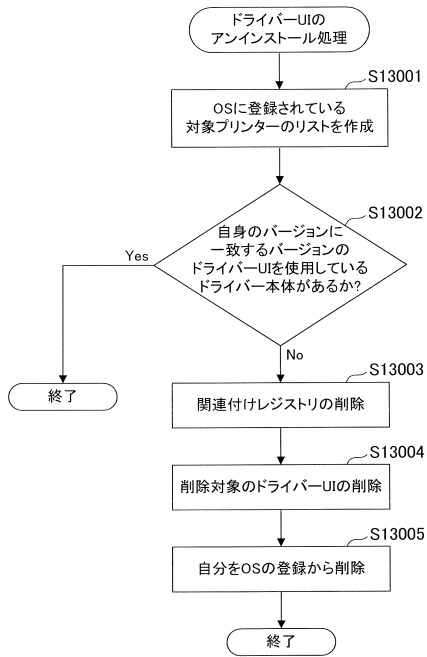 ドライバーUIの
アンインストール処理
S13001
OSに登録されている
対象プリンターのリストを作成
S13002
自身のバージョンに
一致するバージョンの
ドライバーUIを使用している
ドライバー本体があるか?
Yes
No
終了
S13003
関連付けレジストリの削除
S13004
削除対象のドライバーUIの削除
S13005
自分をOSの登録から削除
終了